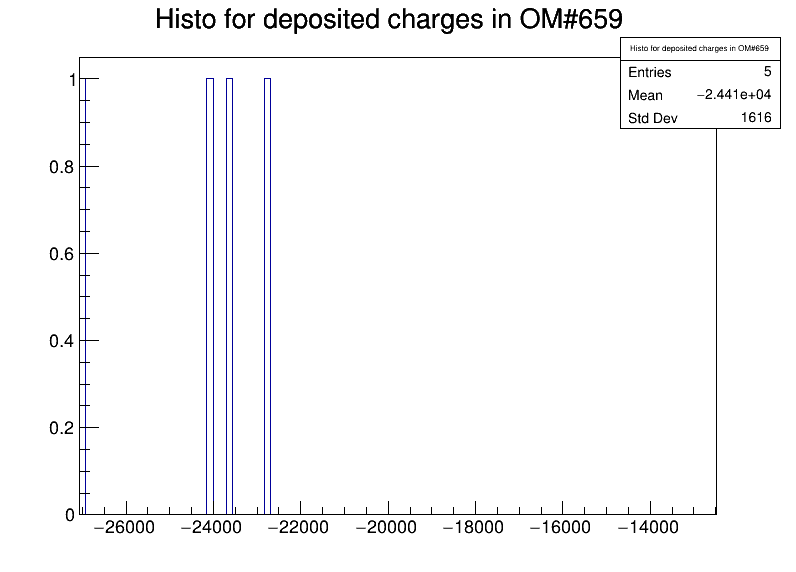 Histo for deposited charges in OM#659
Histo for deposited charges in OM#659
Entries 5
Mean −2.441e+04
Std Dev 1616
1
0.8
0.6
0.4
0.2
0
−26000 −24000 −22000 −20000 −18000 −16000 −14000